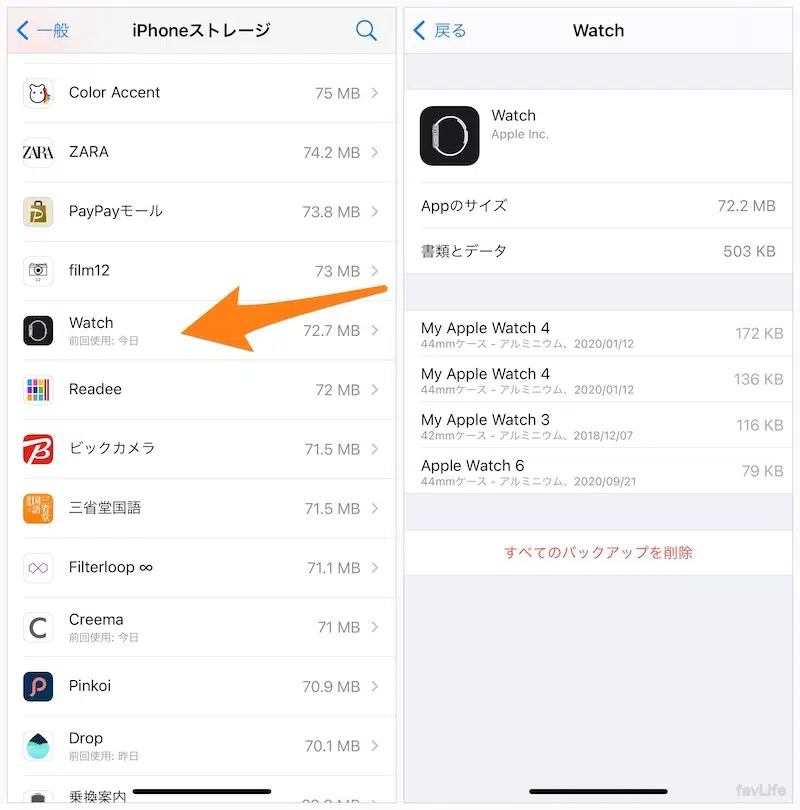 一般
iPhoneストレージ
Color Accent
75 MB
ZARA
ZARA
74.2 MB
PayPayモール
73.8 MB
film12
73 MB
Watch
前回使用: 今日
72.7 MB
Readee
72 MB
ビックカメラ
71.5 MB
三省堂国語
71.5 MB
Filterloop ∞
71.1 MB
Creema
前回使用: 今日
71 MB
Pinkoi
70.9 MB
Drop
前回使用: 昨日
70.1 MB
乗換案内
戻る
Watch
Watch
Apple Inc.
Appのサイズ
72.2 MB
書類とデータ
503 KB
My Apple Watch 4
44mmケース - アルミニウム、2020/01/12
172 KB
My Apple Watch 4
44mmケース - アルミニウム、2020/01/12
136 KB
My Apple Watch 3
42mmケース - アルミニウム、2018/12/07
116 KB
Apple Watch 6
44mmケース - アルミニウム、2020/09/21
79 KB
すべてのバックアップを削除
favLife